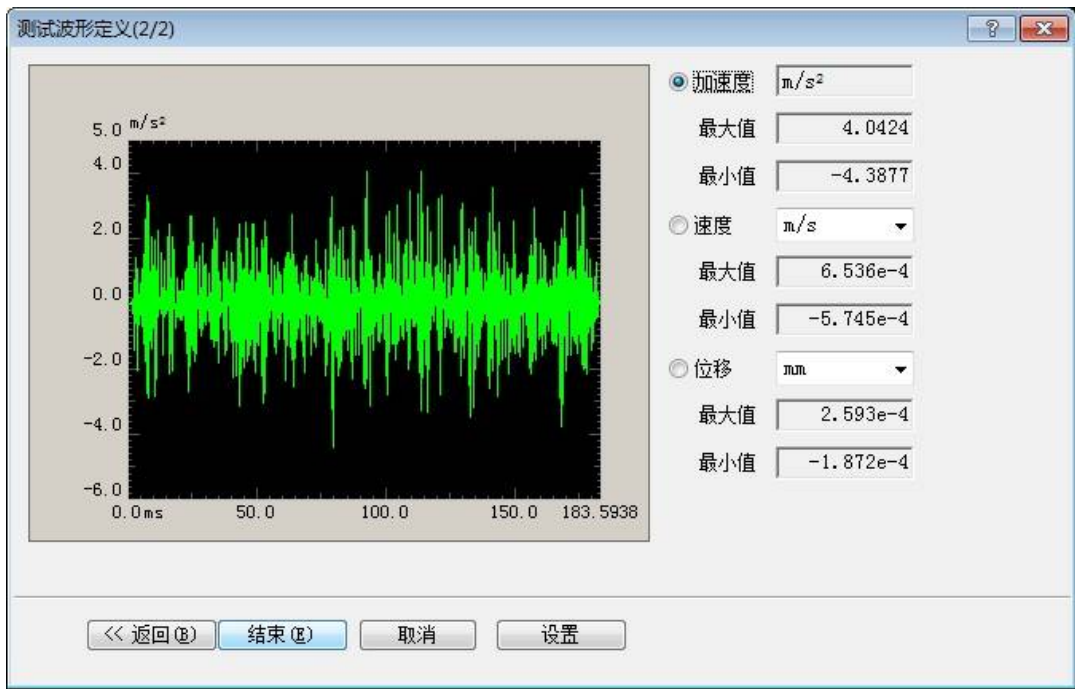 测试波形定义(2/2)
5.0 m/s²
4.0
2.0
0.0
-2.0
-4.0
-6.0
0.0ms 50.0 100.0 150.0 183.5938
加速度 m/s²
最大值 4.0424
最小值 -4.3877
速度 m/s
最大值 6.536e-4
最小值 -5.745e-4
位移 mm
最大值 2.593e-4
最小值 -1.872e-4
<< 返回(B) 结束(E) 取消 设置